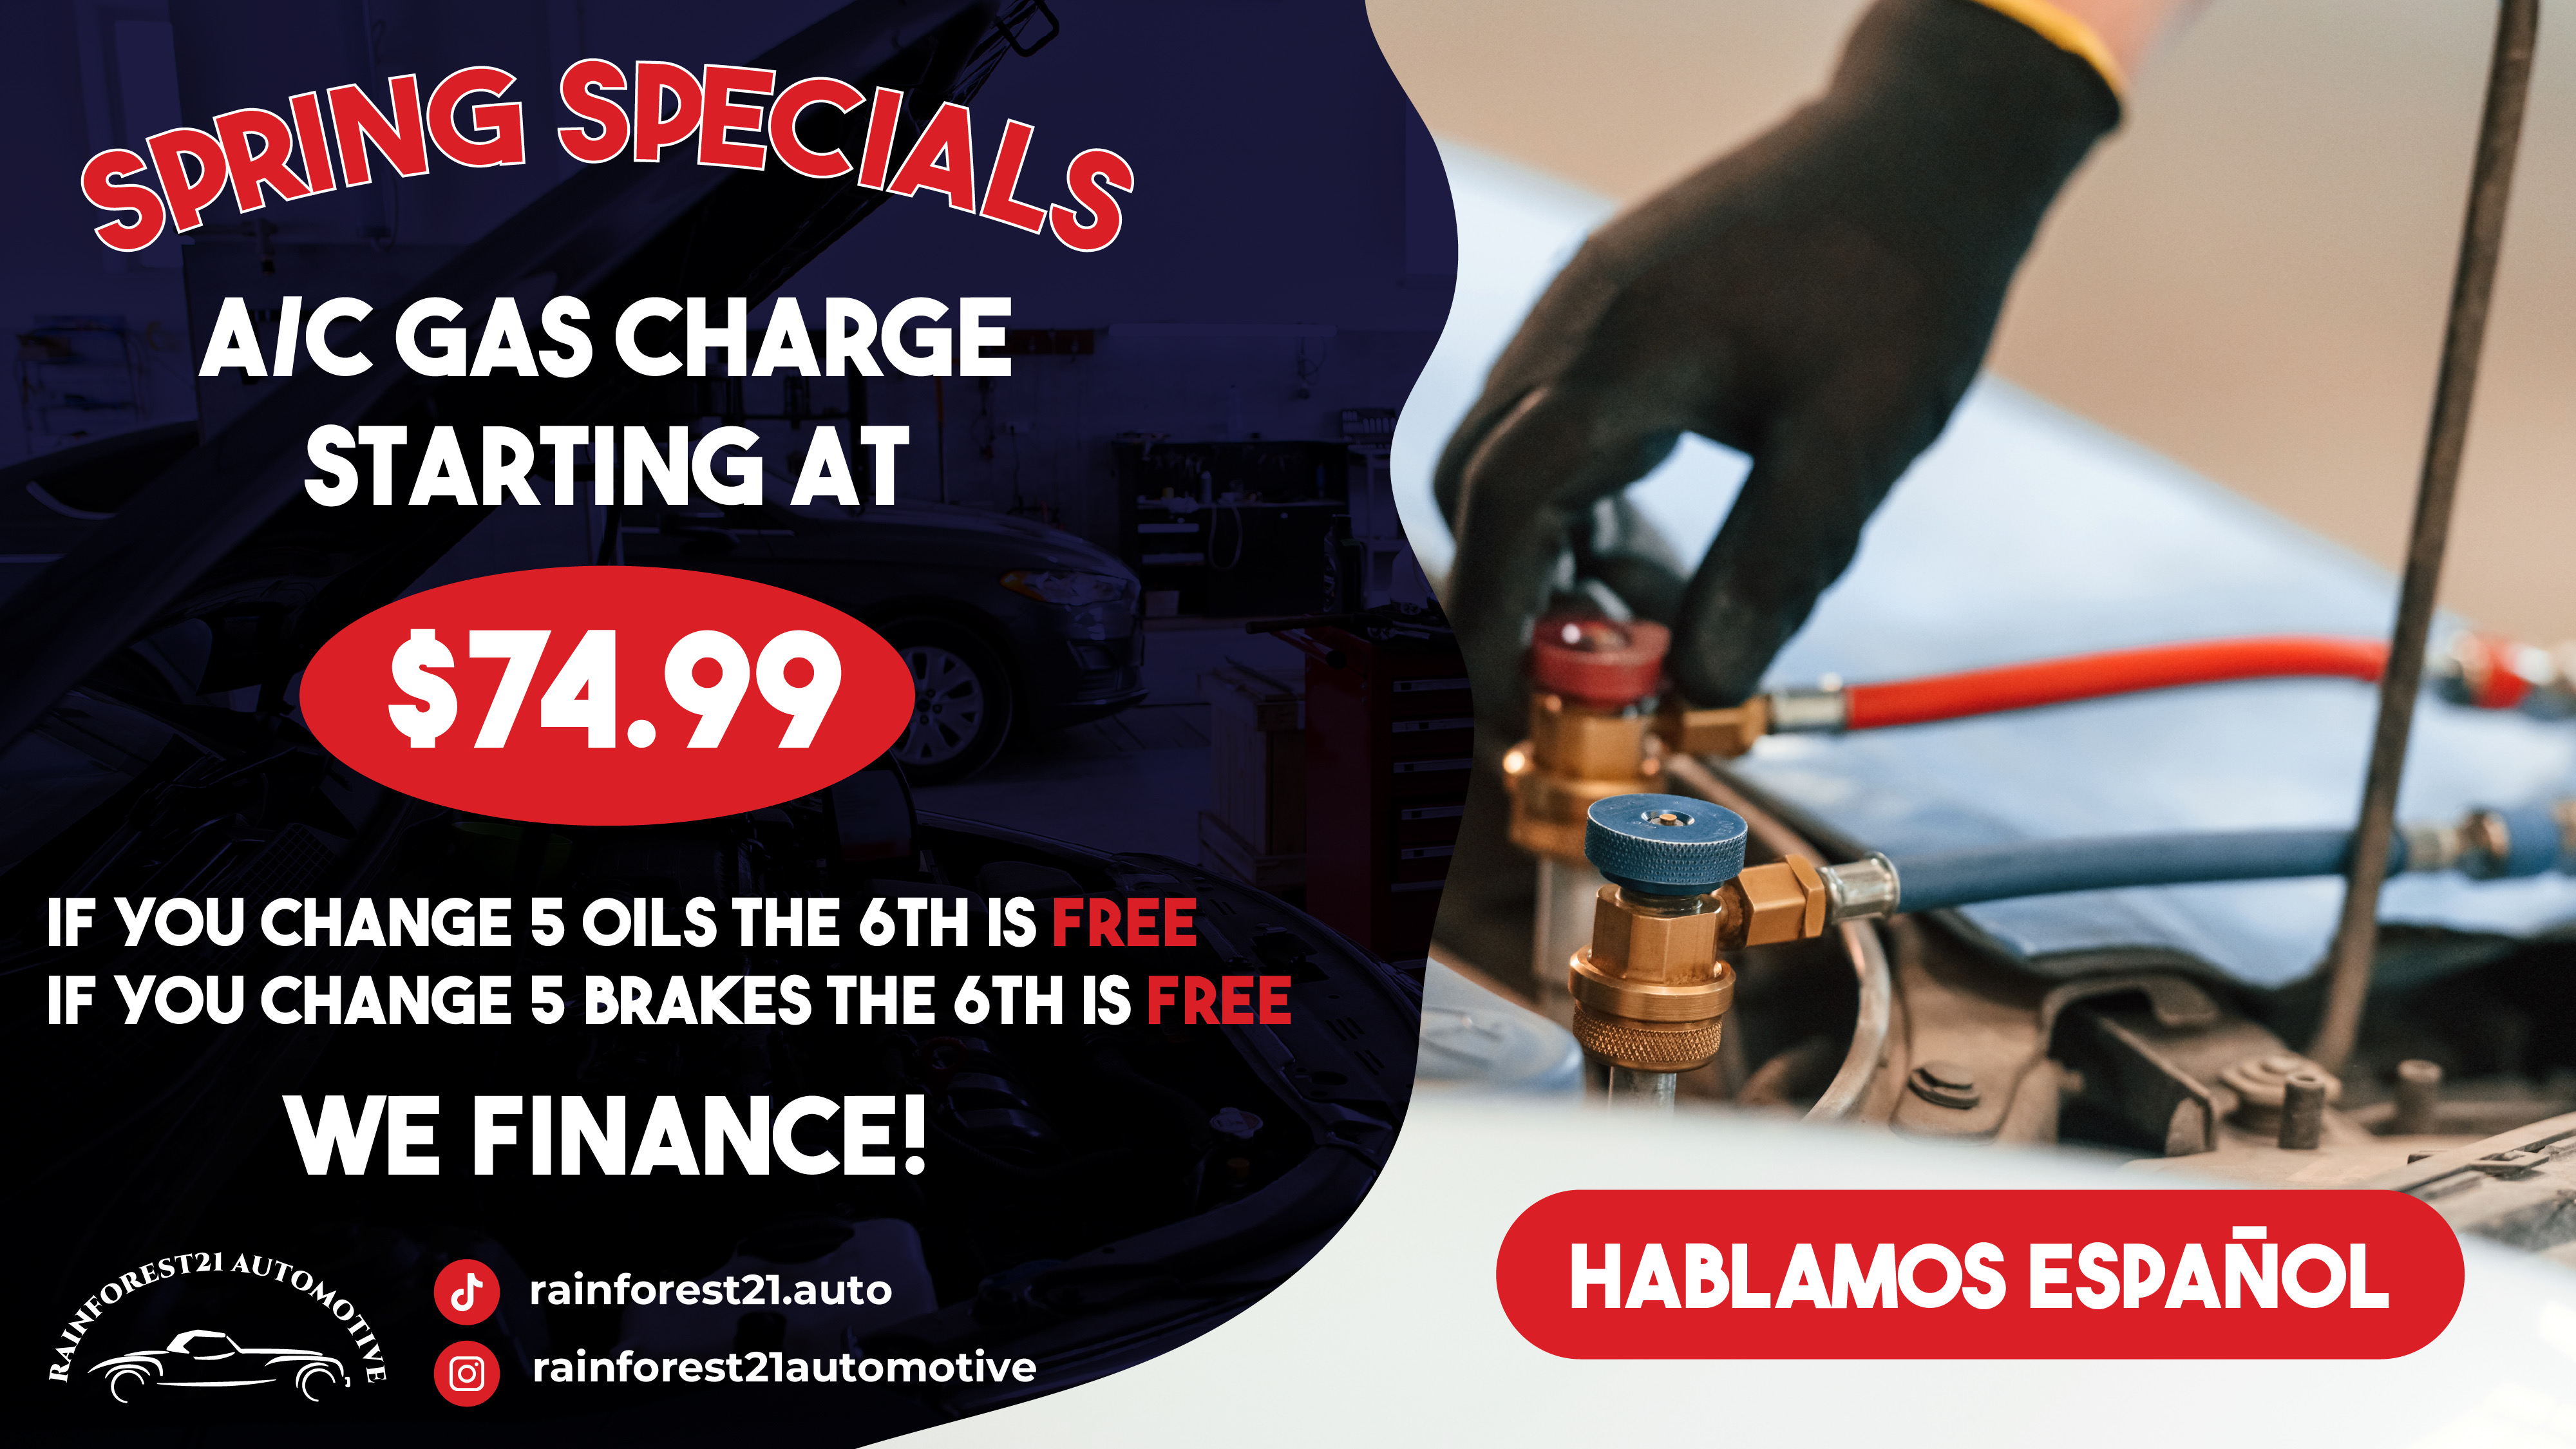 SPRING SPECIALS
A/C GAS CHARGE
STARTING AT
$74.99
IF YOU CHANGE 5 OILS THE 6TH IS FREE
IF YOU CHANGE 5 BRAKES THE 6TH IS FREE
WE FINANCE!
RAINFOREST21 AUTOMOTIVE
rainforest21.auto
rainforest21automotive
HABLAMOS ESPAÑOL